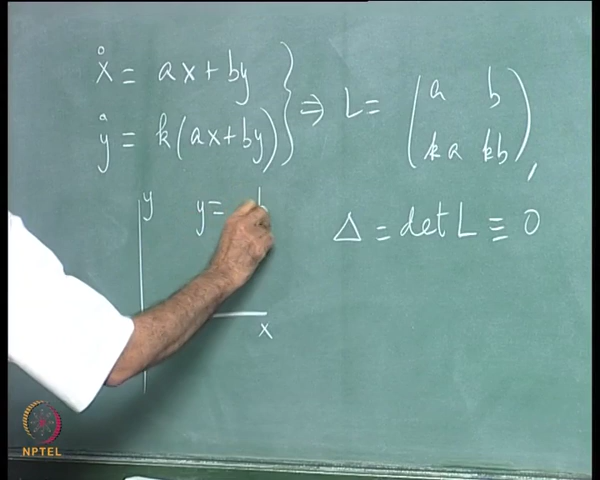 ẋ = ax + by
ẏ = k(ax + by) } ⇒ L = ( a b
ka kb ),
y y =
Δ = det L ≡ 0
x
NPTEL